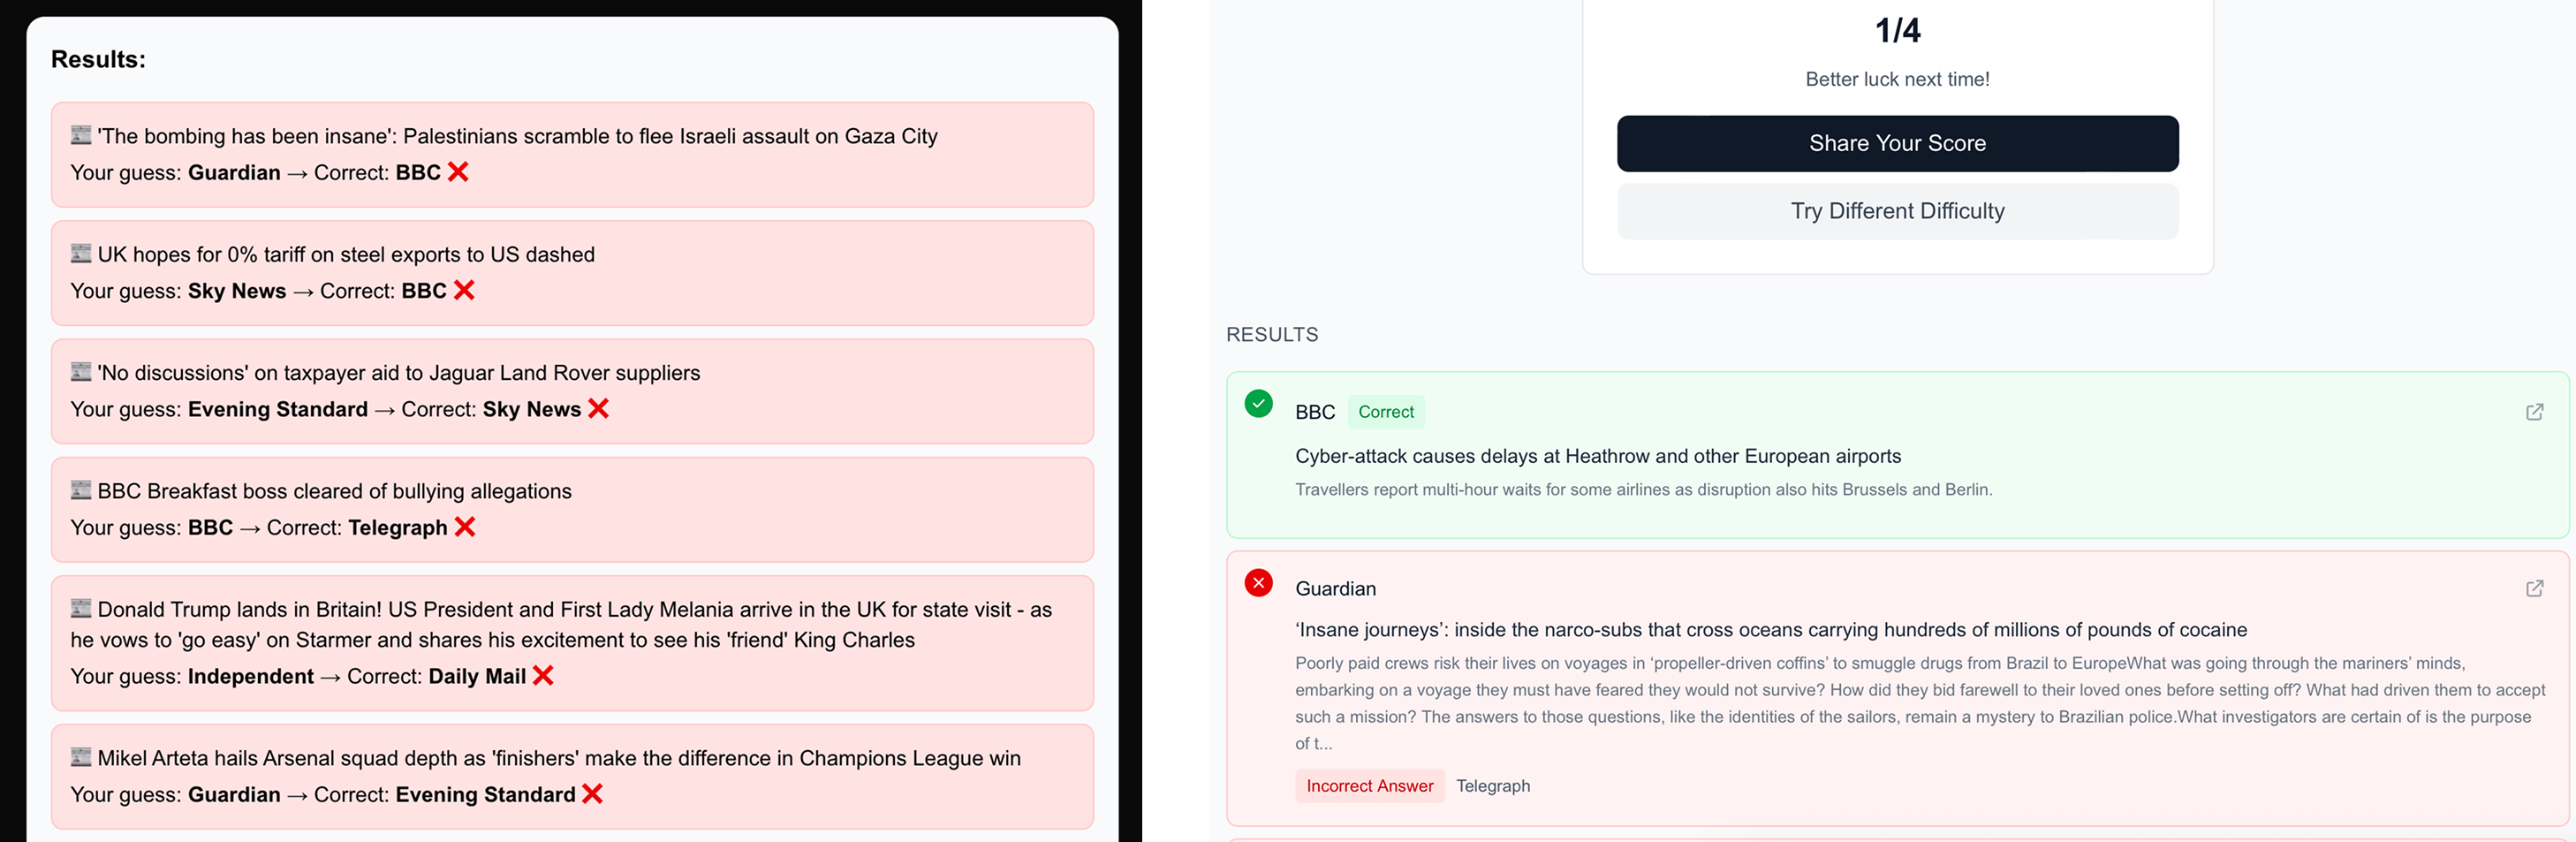 Results:
📰 'The bombing has been insane': Palestinians scramble to flee Israeli assault on Gaza City
Your guess: Guardian → Correct: BBC ❌
📰 UK hopes for 0% tariff on steel exports to US dashed
Your guess: Sky News → Correct: BBC ❌
📰 'No discussions' on taxpayer aid to Jaguar Land Rover suppliers
Your guess: Evening Standard → Correct: Sky News ❌
📰 BBC Breakfast boss cleared of bullying allegations
Your guess: BBC → Correct: Telegraph ❌
📰 Donald Trump lands in Britain! US President and First Lady Melania arrive in the UK for state visit - as
he vows to 'go easy' on Starmer and shares his excitement to see his 'friend' King Charles
Your guess: Independent → Correct: Daily Mail ❌
📰 Mikel Arteta hails Arsenal squad depth as 'finishers' make the difference in Champions League win
Your guess: Guardian → Correct: Evening Standard ❌
1/4
Better luck next time!
Share Your Score
Try Different Difficulty
RESULTS
BBC Correct
Cyber-attack causes delays at Heathrow and other European airports
Travellers report multi-hour waits for some airlines as disruption also hits Brussels and Berlin.
Guardian
‘Insane journeys’: inside the narco-subs that cross oceans carrying hundreds of millions of pounds of cocaine
Poorly paid crews risk their lives on voyages in ‘propeller-driven coffins’ to smuggle drugs from Brazil to EuropeWhat was going through the mariners’ minds,
embarking on a voyage they must have feared they would not survive? How did they bid farewell to their loved ones before setting off? What had driven them to accept
such a mission? The answers to those questions, like the identities of the sailors, remain a mystery to Brazilian police.What investigators are certain of is the purpose
of t...
Incorrect Answer Telegraph